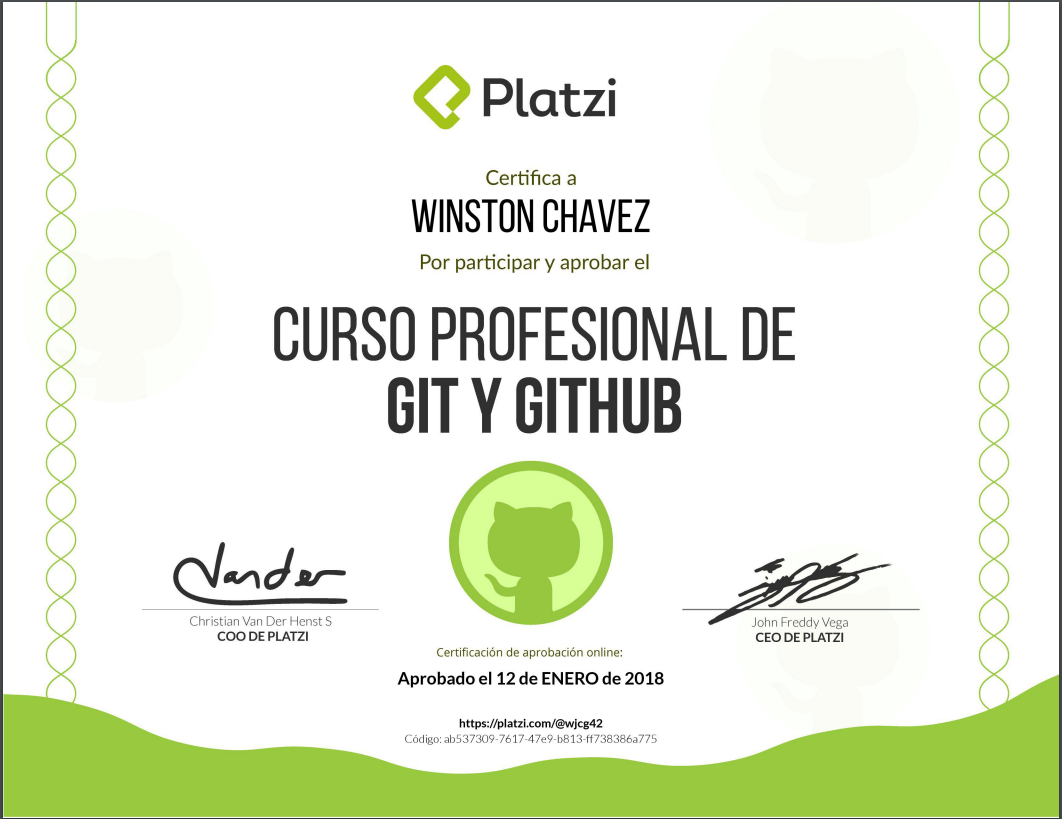 Platzi
Certifica a
WINSTON CHAVEZ
Por participar y aprobar el
CURSO PROFESIONAL DE
GIT Y GITHUB
Vander
Christian Van Der Henst S
COO DE PLATZI
John Freddy Vega
CEO DE PLATZI
Certificación de aprobación online:
Aprobado el 12 de ENERO de 2018
https://platzi.com/@wjcg42
Código: ab537309-7617-47e9-b813-ff738386a775